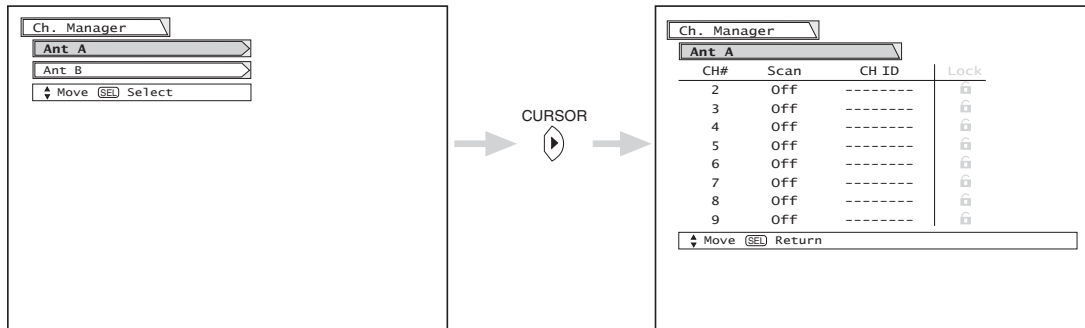 Ch. Manager
Ant A
Ant B
Move SEL Select
CURSOR
Ch. Manager
Ant A
CH# Scan CH ID Lock
2 Off --------
3 Off --------
4 Off --------
5 Off --------
6 Off --------
7 Off --------
8 Off --------
9 Off --------
Move SEL Return